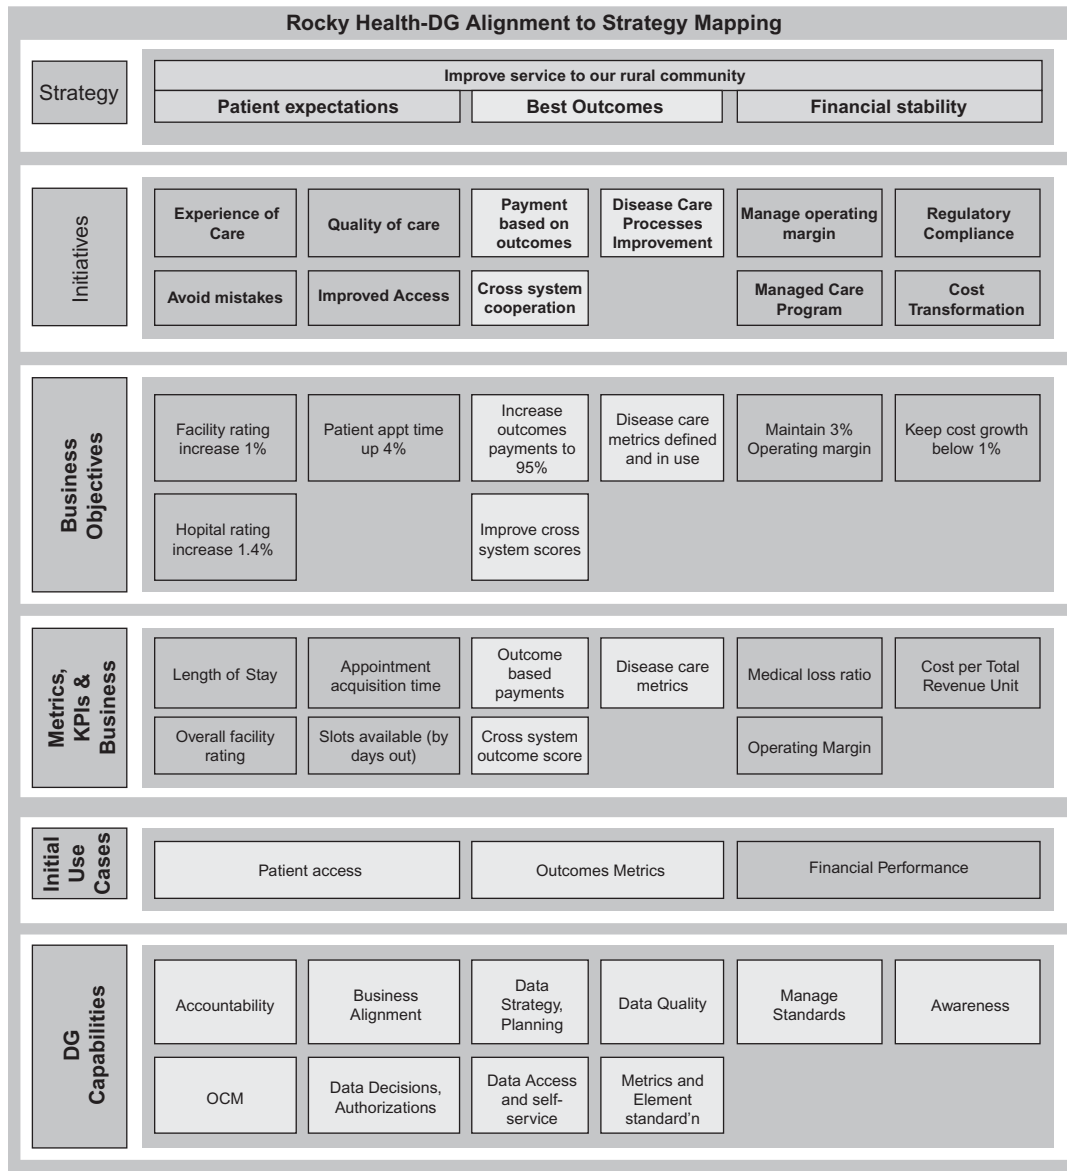 Rocky Health-DG Alignment to Strategy Mapping
Strategy
Improve service to our rural community
Patient expectations
Best Outcomes
Financial stability
Initiatives
Experience of
Care
Quality of care
Payment
based on
outcomes
Disease Care
Processes
Improvement
Manage operating
margin
Regulatory
Compliance
Avoid mistakes
Improved Access
Cross system
cooperation
Managed Care
Program
Cost
Transformation
Business
Objectives
Facility rating
increase 1%
Patient appt time
up 4%
Increase
outcomes
payments to
95%
Disease care
metrics defined
and in use
Maintain 3%
Operating margin
Keep cost growth
below 1%
Hopital rating
increase 1.4%
Improve cross
system scores
Metrics,
KPIs &
Business
Length of Stay
Appointment
acquisition time
Outcome
based
payments
Disease care
metrics
Medical loss ratio
Cost per Total
Revenue Unit
Overall facility
rating
Slots available (by
days out)
Cross system
outcome score
Operating Margin
Initial
Use
Cases
Patient access
Outcomes Metrics
Financial Performance
DG
Capabilities
Accountability
Business
Alignment
Data
Strategy,
Planning
Data Quality
Manage
Standards
Awareness
OCM
Data Decisions,
Authorizations
Data Access
and self-
service
Metrics and
Element
standard'n